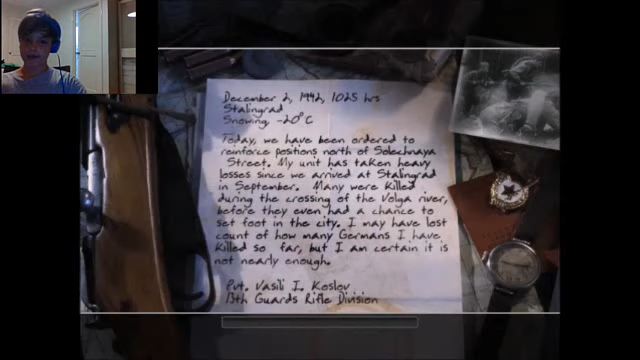 December 2, 1942, 1025 hrs
Stalingrad
Snowing, -20°C
Today, we have been ordered to
reinforce positions north of Solechnaya
Street. My unit has taken heavy
losses since we arrived at Stalingrad
in September. Many were killed
during the crossing of the Volga river,
before they even had a chance to
set foot in the city. I may have lost
count of how many Germans I have
killed so far, but I am certain it is
not nearly enough.
Pvt. Vasili I. Koslov
13th Guards Rifle Division